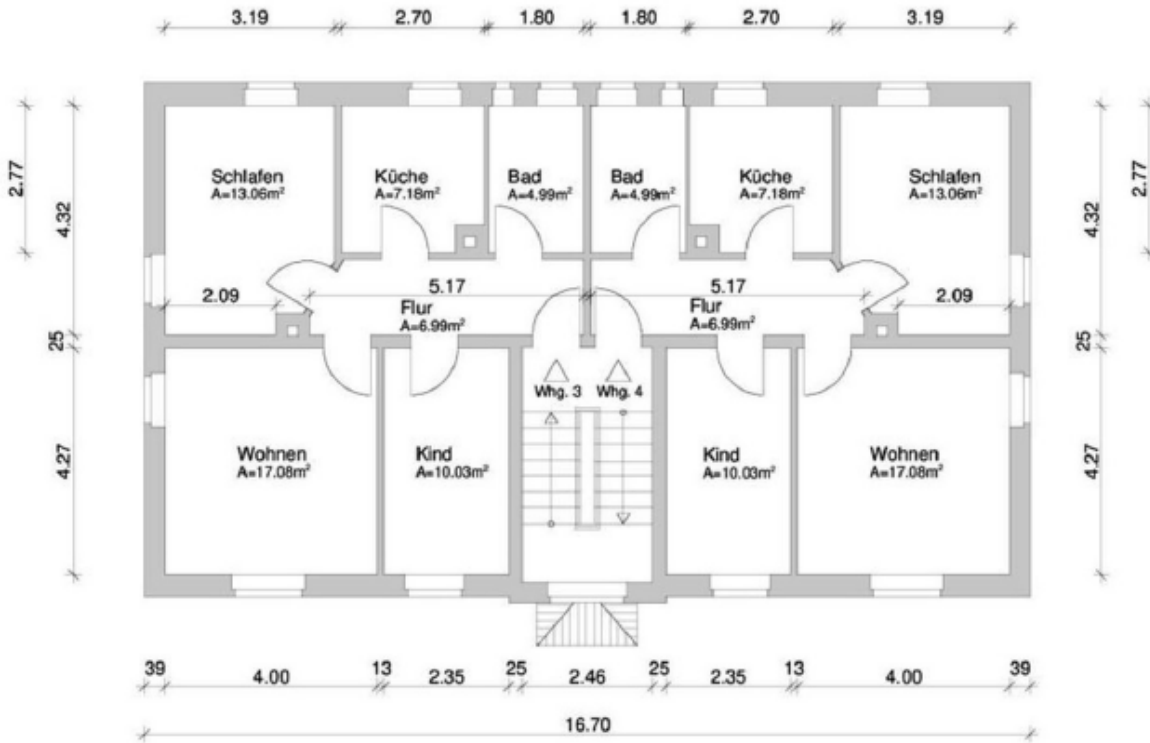 3.19 2.70 1.80 1.80 2.70 3.19
2.77
4.32
Schlafen
A=13.06m²
Küche
A=7.18m²
Bad
A=4.99m²
Bad
A=4.99m²
Küche
A=7.18m²
Schlafen
A=13.06m²
4.32
2.77
2.09
5.17
5.17
2.09
Flur
A=6.99m²
Flur
A=6.99m²
25
25
Whg. 3
Whg. 4
4.27
Wohnen
A=17.08m²
Kind
A=10.03m²
Kind
A=10.03m²
Wohnen
A=17.08m²
4.27
39 4.00 13 2.35 25 2.46 25 2.35 13 4.00 39
16.70